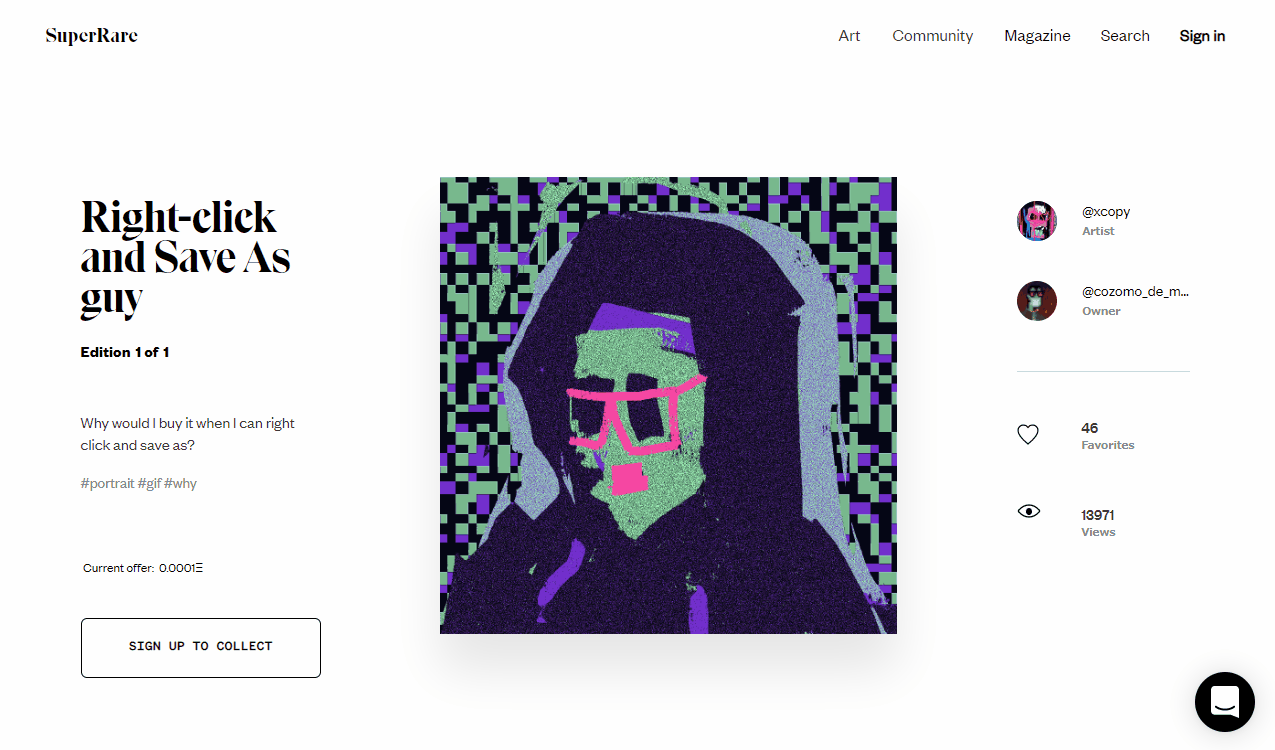 SuperRare
Art Community Magazine Search Sign in
Right-click
and Save As
guy
Edition 1 of 1
Why would I buy it when I can right
click and save as?
#portrait #gif #why
Current offer: 0.0001Ξ
SIGN UP TO COLLECT
@xcopy
Artist
@cozomo_de_m...
Owner
46
Favorites
13971
Views